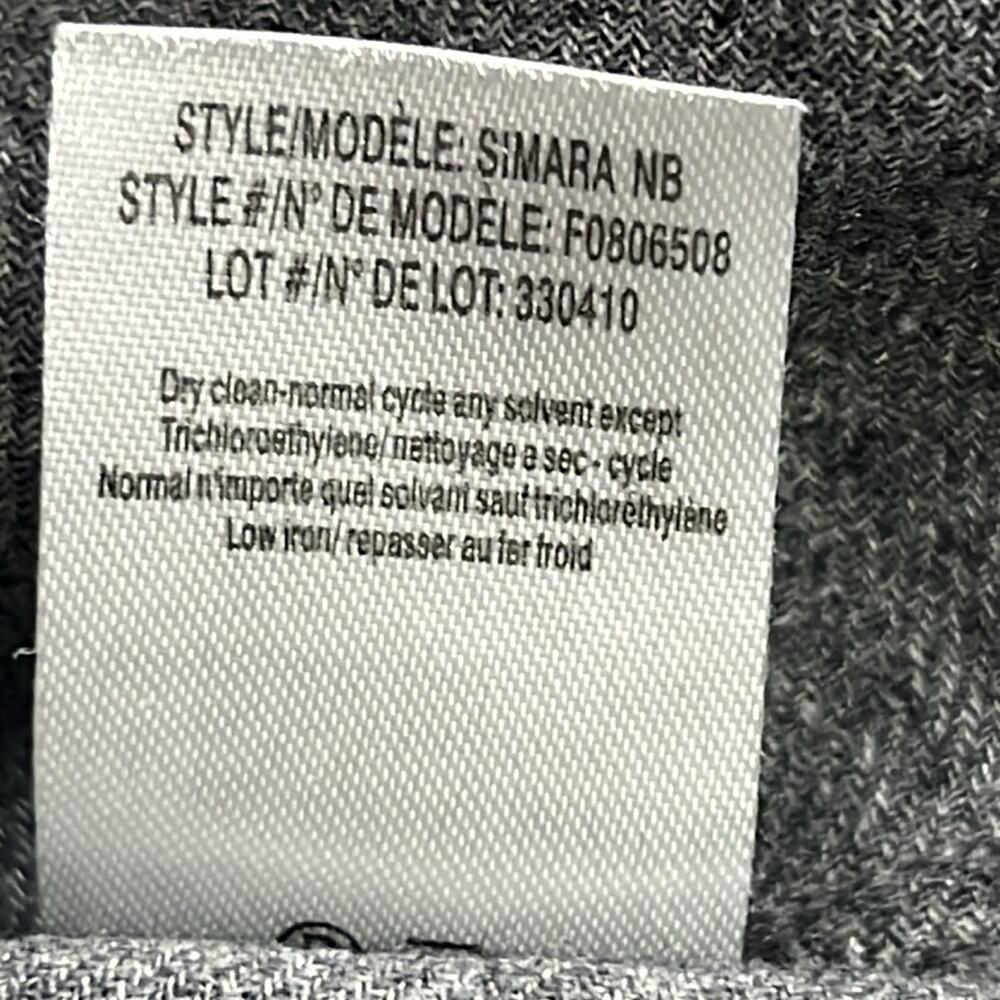 STYLE/MODÈLE: SIMARA NB
STYLE #/N° DE MODÈLE: F0806508
LOT #/N° DE LOT: 330410
Dry clean-normal cycle any solvent except
Trichloroethylene/ nettoyage a sec - cycle
Normal n'importe quel solvant sauf trichloréthylène
Low iron/ repasser au fer froid